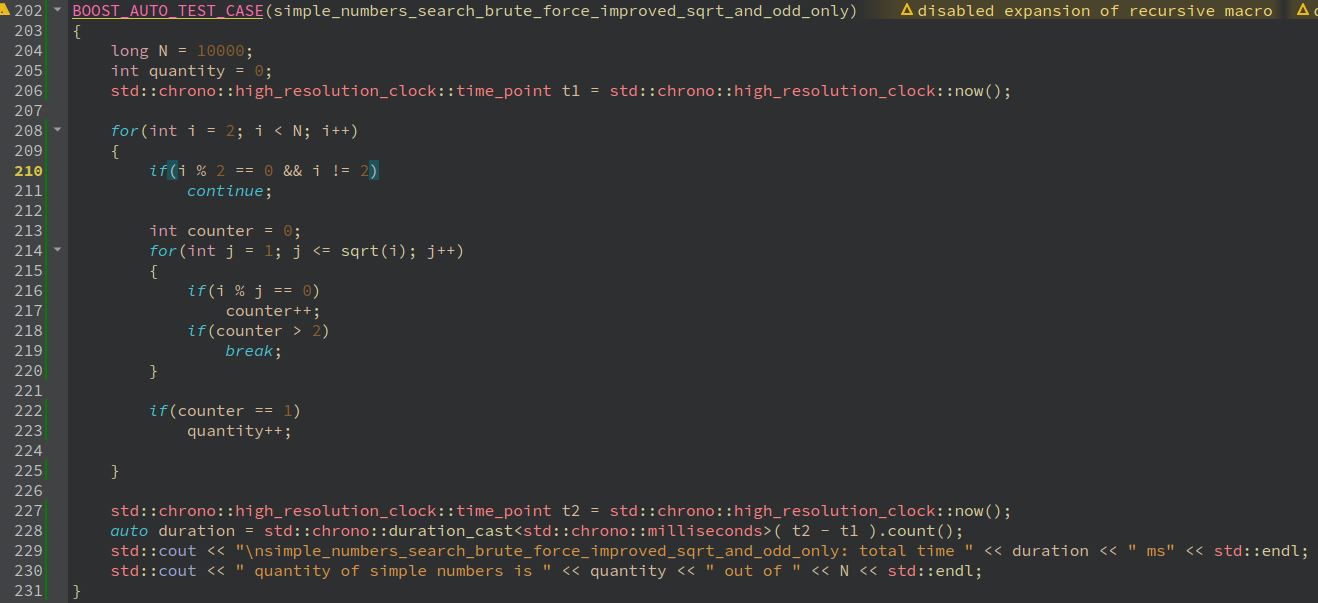 202 BOOST_AUTO_TEST_CASE(simple_numbers_search_brute_force_improved_sqrt_and_odd_only) disabled expansion of recursive macro
203 {
204 long N = 10000;
205 int quantity = 0;
206 std::chrono::high_resolution_clock::time_point t1 = std::chrono::high_resolution_clock::now();
207
208 for(int i = 2; i < N; i++)
209 {
210 if(i % 2 == 0 && i != 2)
211 continue;
212
213 int counter = 0;
214 for(int j = 1; j <= sqrt(i); j++)
215 {
216 if(i % j == 0)
217 counter++;
218 if(counter > 2)
219 break;
220 }
221
222 if(counter == 1)
223 quantity++;
224
225 }
226
227 std::chrono::high_resolution_clock::time_point t2 = std::chrono::high_resolution_clock::now();
228 auto duration = std::chrono::duration_cast<std::chrono::milliseconds>( t2 - t1 ).count();
229 std::cout << "\nsimple_numbers_search_brute_force_improved_sqrt_and_odd_only: total time " << duration << " ms" << std::endl;
230 std::cout << " quantity of simple numbers is " << quantity << " out of " << N << std::endl;
231 }